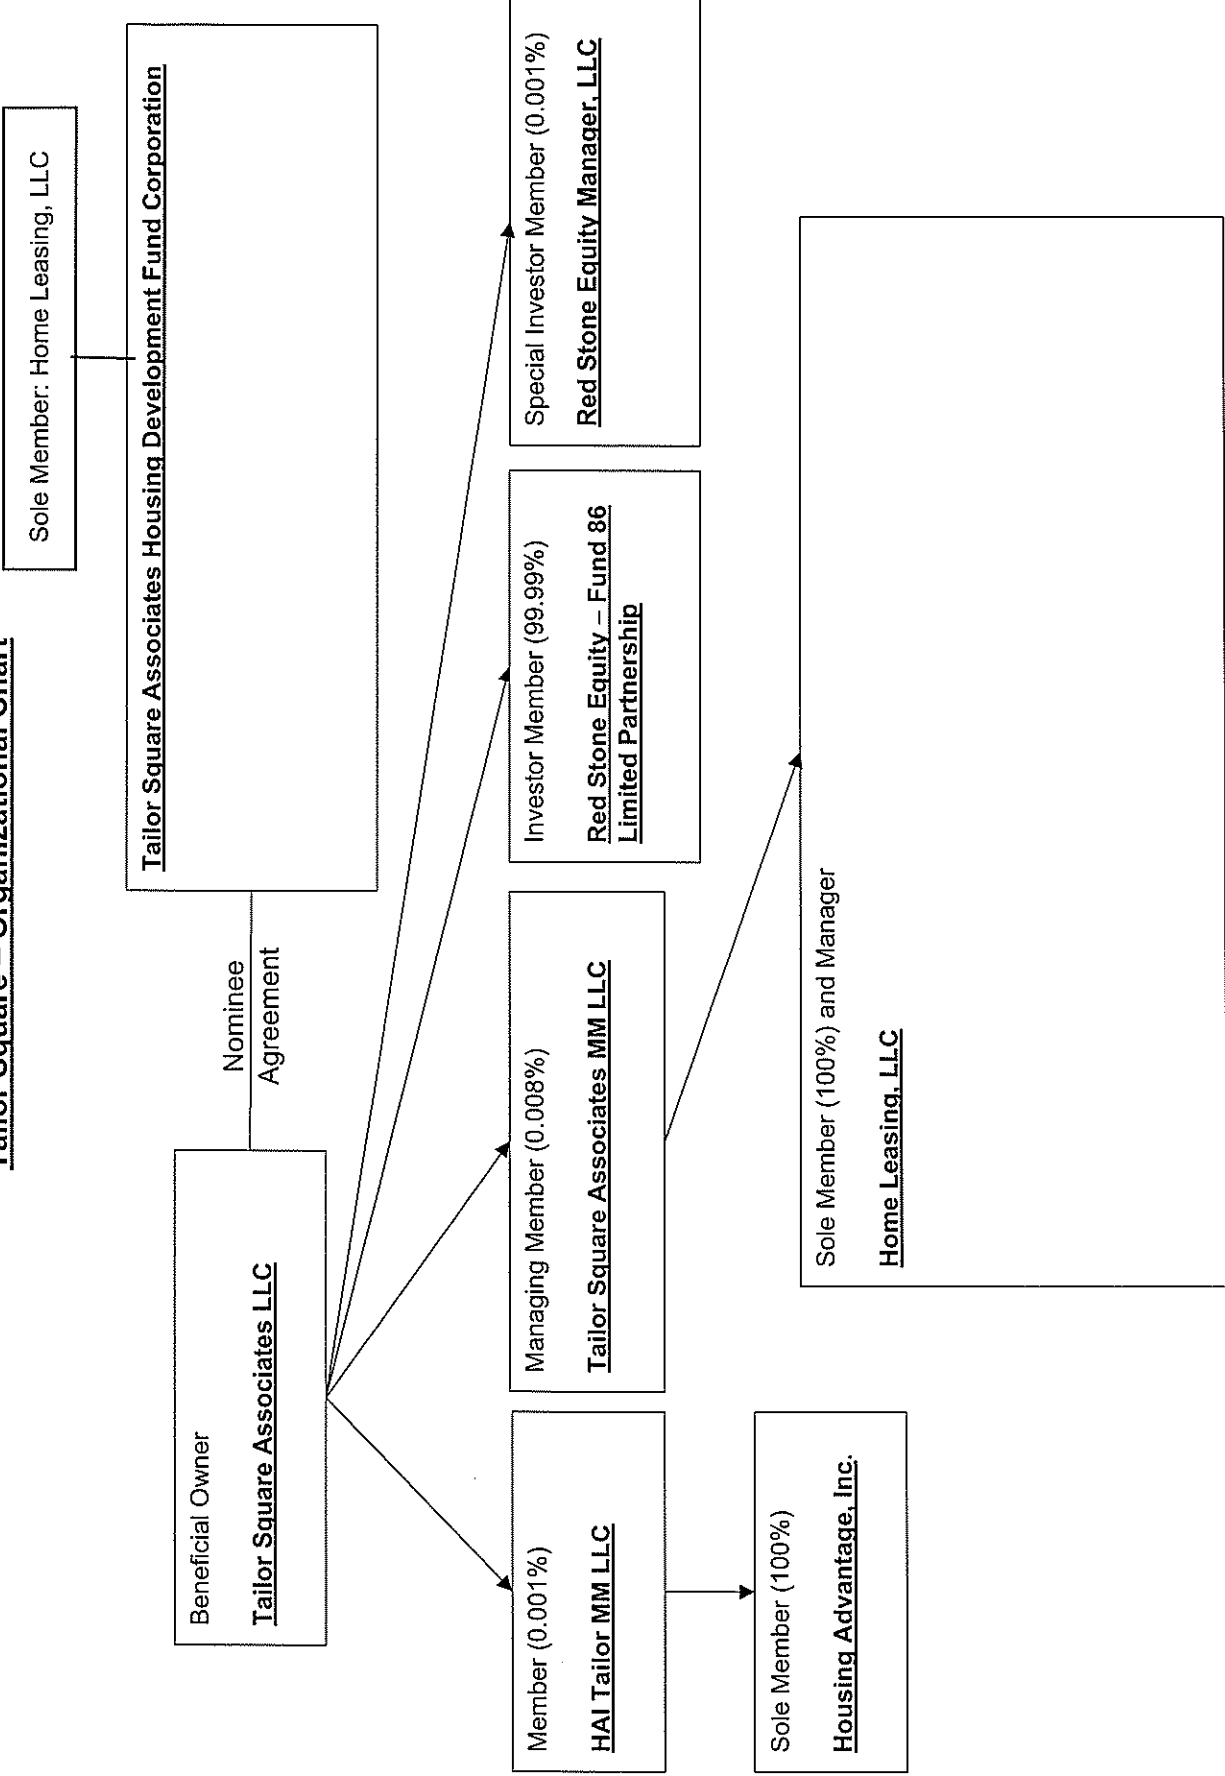 Tailor Square – Organizational Chart
Sole Member: Home Leasing, LLC
Beneficial Owner
Tailor Square Associates LLC
Nominee
Agreement
Tailor Square Associates Housing Development Fund Corporation
Member (0.001%)
HAI Tailor MM LLC
Managing Member (0.008%)
Tailor Square Associates MM LLC
Investor Member (99.99%)
Red Stone Equity – Fund 86
Limited Partnership
Special Investor Member (0.001%)
Red Stone Equity Manager, LLC
Sole Member (100%)
Housing Advantage, Inc.
Sole Member (100%) and Manager
Home Leasing, LLC